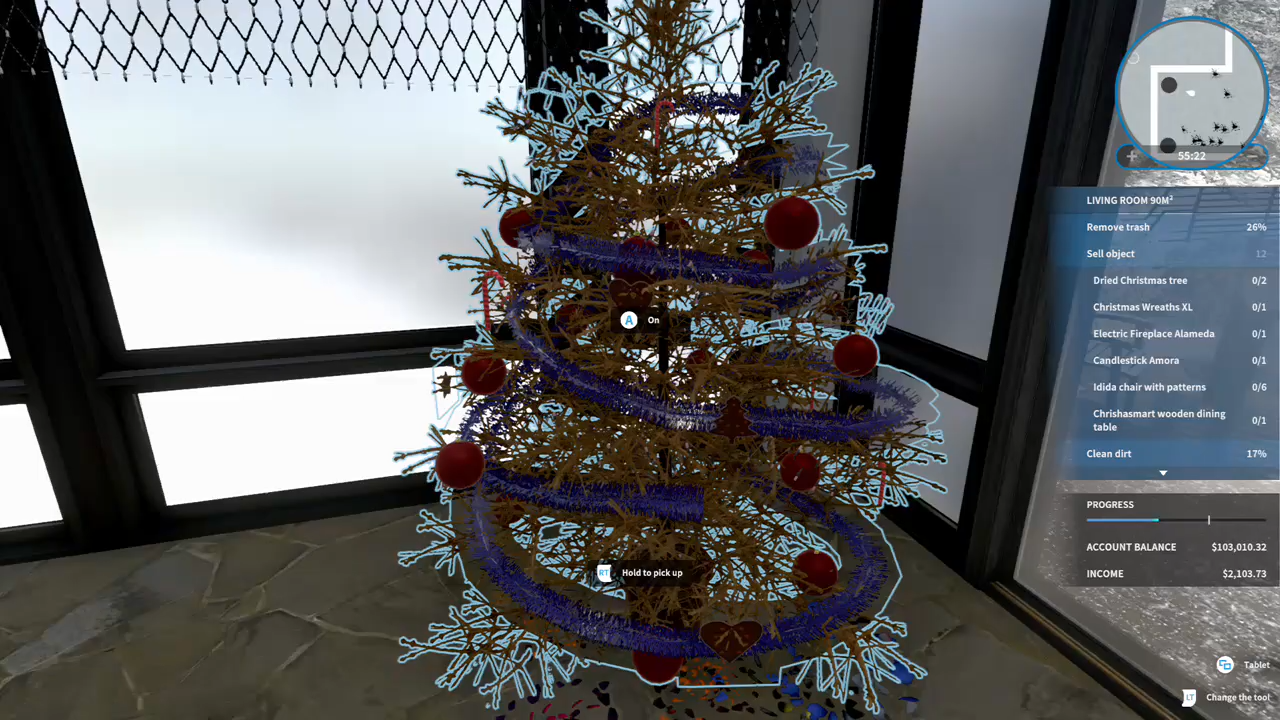 55:22
LIVING ROOM 90M²
Remove trash 26%
Sell object 12
Dried Christmas tree 0/2
Christmas Wreaths XL 0/1
Electric Fireplace Alameda 0/1
Candlestick Amora 0/1
Idida chair with patterns 0/6
Chrishasmart wooden dining
table 0/1
Clean dirt 17%
A On
RT Hold to pick up
PROGRESS
ACCOUNT BALANCE $103,010.32
INCOME $2,103.73
Tablet
LT Change the tool